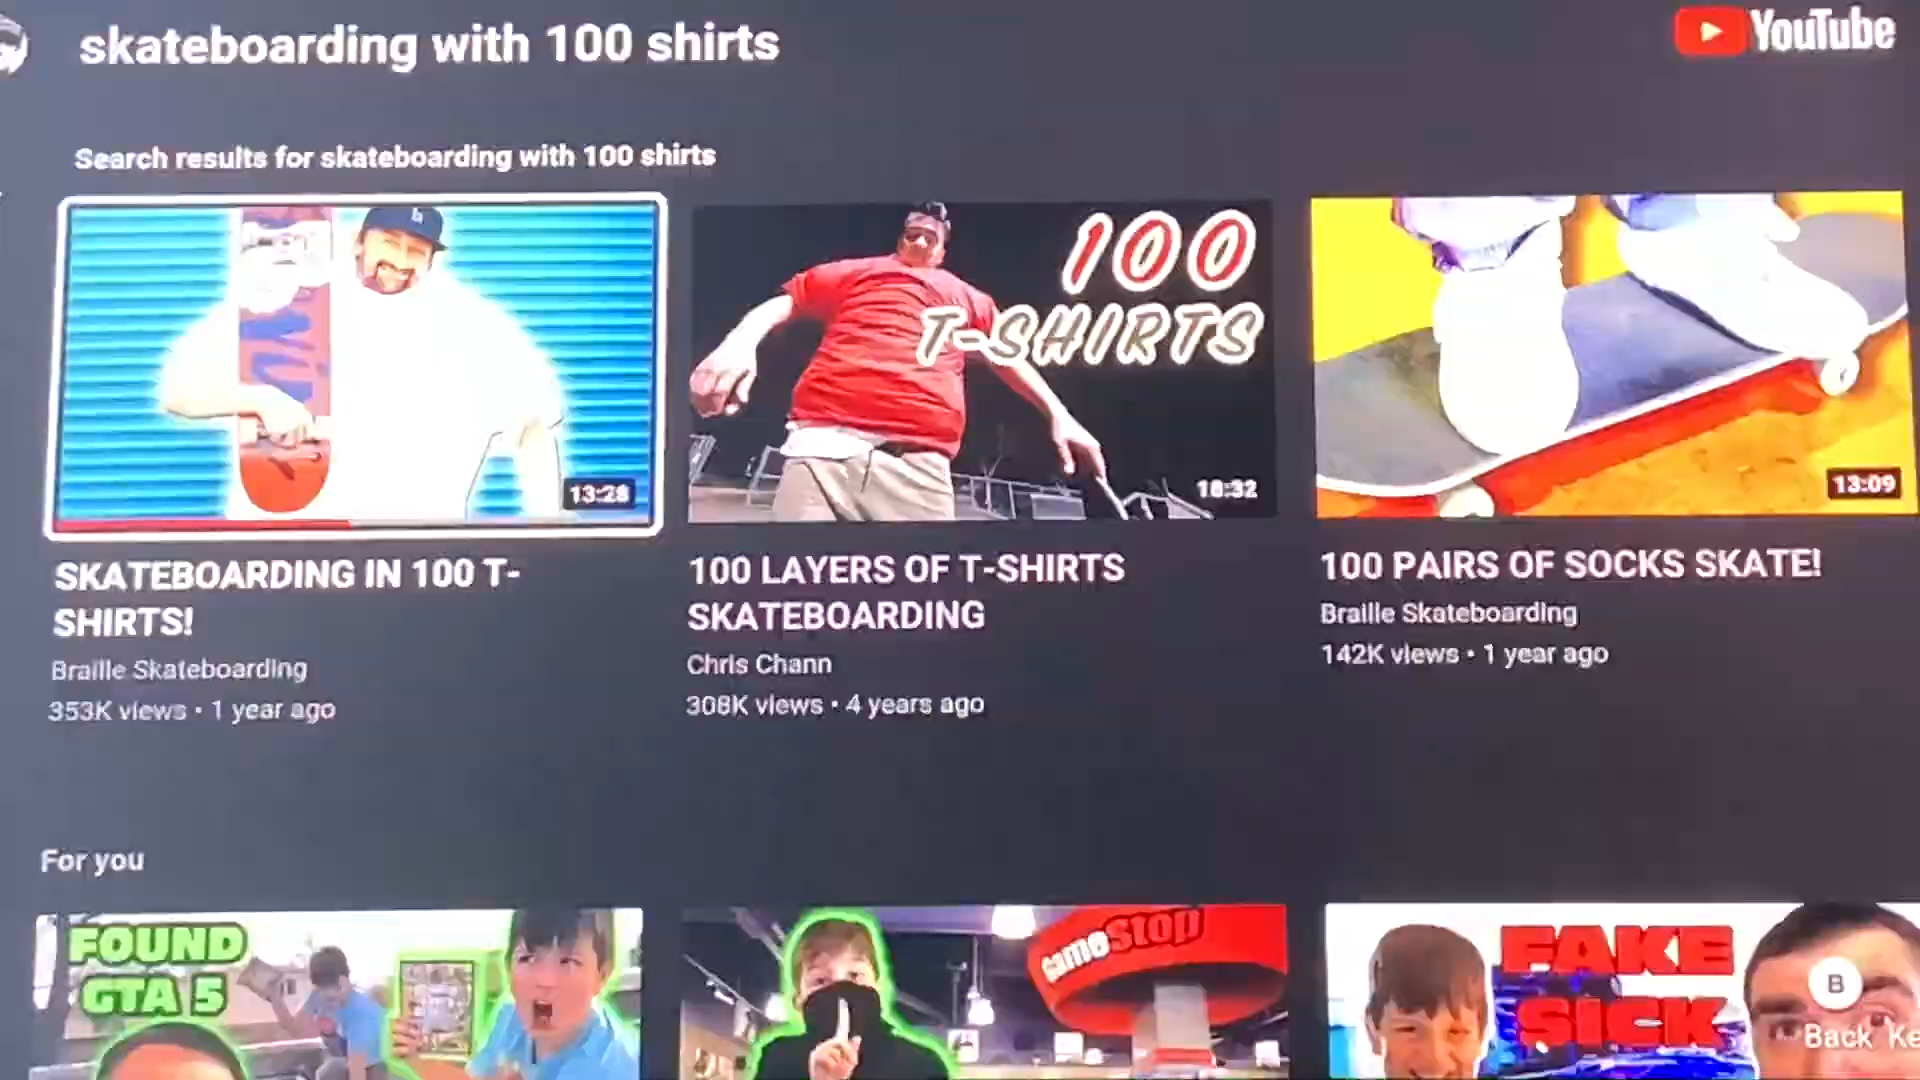 skateboarding with 100 shirts
YouTube
Search results for skateboarding with 100 shirts
h
100
T-SHIRTS
13:28
18:32
13:09
SKATEBOARDING IN 100 T-
SHIRTS!
Braille Skateboarding
353K views • 1 year ago
100 LAYERS OF T-SHIRTS
SKATEBOARDING
Chris Chann
308K views • 4 years ago
100 PAIRS OF SOCKS SKATE!
Braille Skateboarding
142K views • 1 year ago
For you
FOUND
GTA 5
GameStop
FAKE
SICK
B
Back